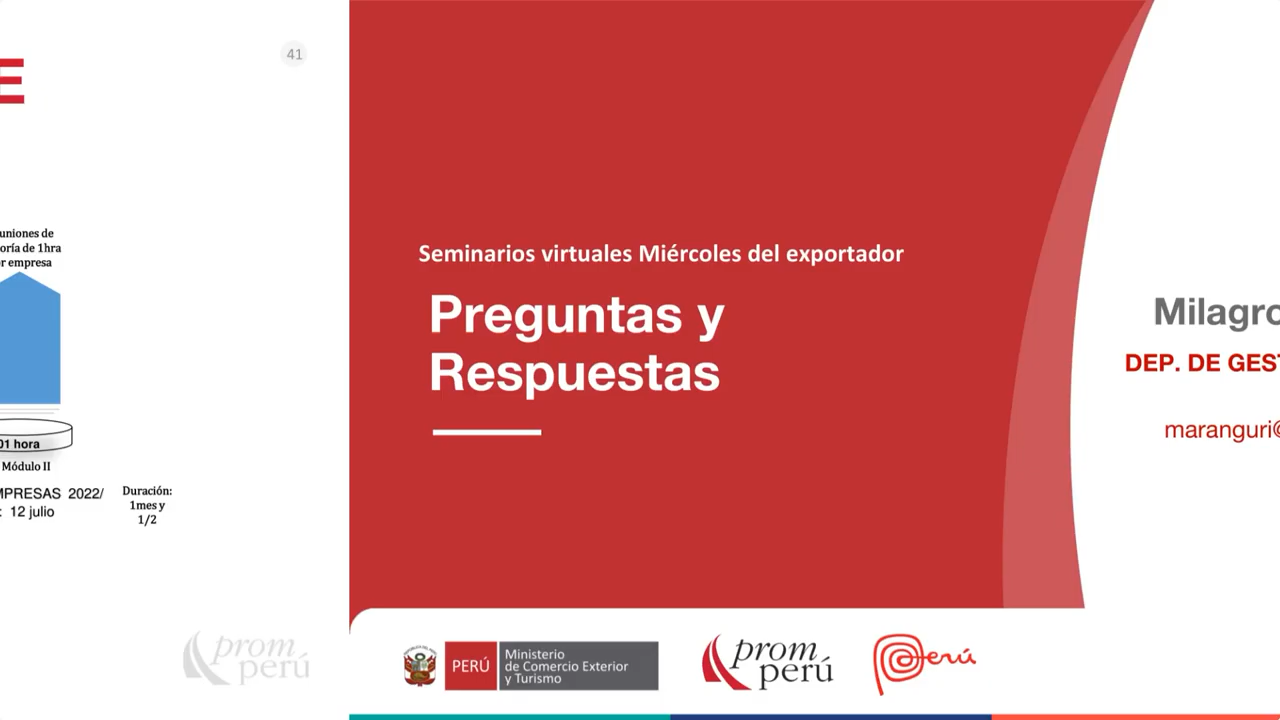 E
41
uniones de
oría de 1hra
r empresa
01 hora
Módulo II
MPRESAS 2022/
: 12 julio
Duración:
1mes y
1/2
prom
perú
Seminarios virtuales Miércoles del exportador
Preguntas y
Respuestas
PERÚ
Ministerio
de Comercio Exterior
y Turismo
prom
perú
Perú
Milagro
DEP. DE GEST
maranguri@